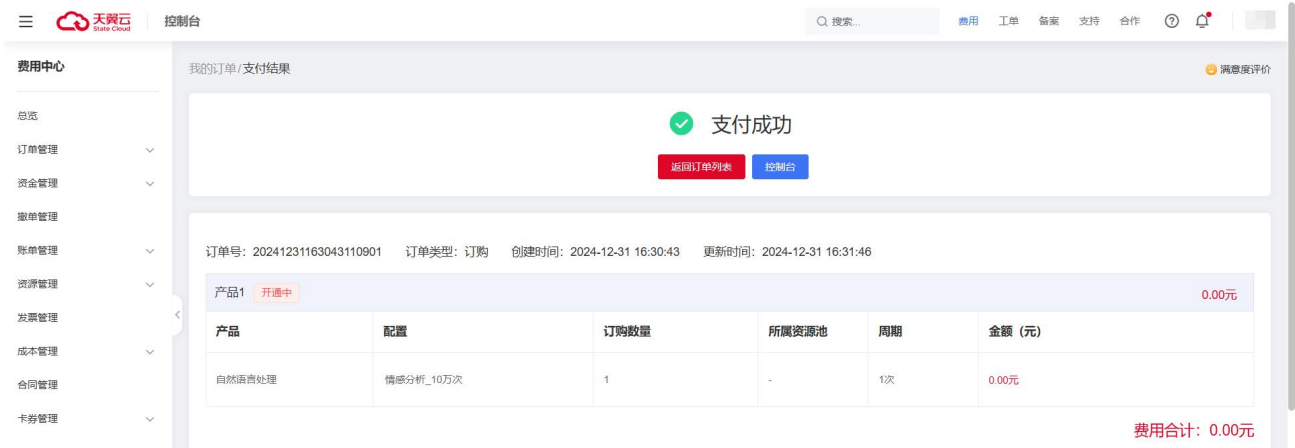 天翼云 控制台 搜索... 费用 工单 备案 支持 合作
State Cloud
费用中心
我的订单/支付结果 满意度评价
总览
订单管理
资金管理
撤单管理
账单管理
资源管理
发票管理
成本管理
合同管理
卡券管理
支付成功
返回订单列表 控制台
订单号：20241231163043110901 订单类型：订购 创建时间：2024-12-31 16:30:43 更新时间：2024-12-31 16:31:46
产品1 开通中 0.00元
产品 配置 订购数量 所属资源池 周期 金额（元）
自然语言处理 情感分析_10万次 1 - 1次 0.00元
费用合计：0.00元